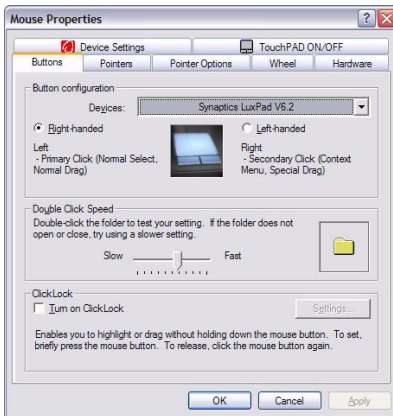 Mouse Properties
Device Settings
TouchPAD ON/OFF
Buttons
Pointers
Pointer Options
Wheel
Hardware
Button configuration
Devices:
Synaptics LuxPad V6.2
Right-handed
Left-handed
Left
- Primary Click (Normal Select,
Normal Drag)
Right
- Secondary Click (Context
Menu, Special Drag)
Double Click Speed
Double-click the folder to test your setting. If the folder does not
open or close, try using a slower setting.
Slow
Fast
ClickLock
Turn on ClickLock
Settings...
Enables you to highlight or drag without holding down the mouse button. To set,
briefly press the mouse button. To release, click the mouse button again.
OK
Cancel
Apply